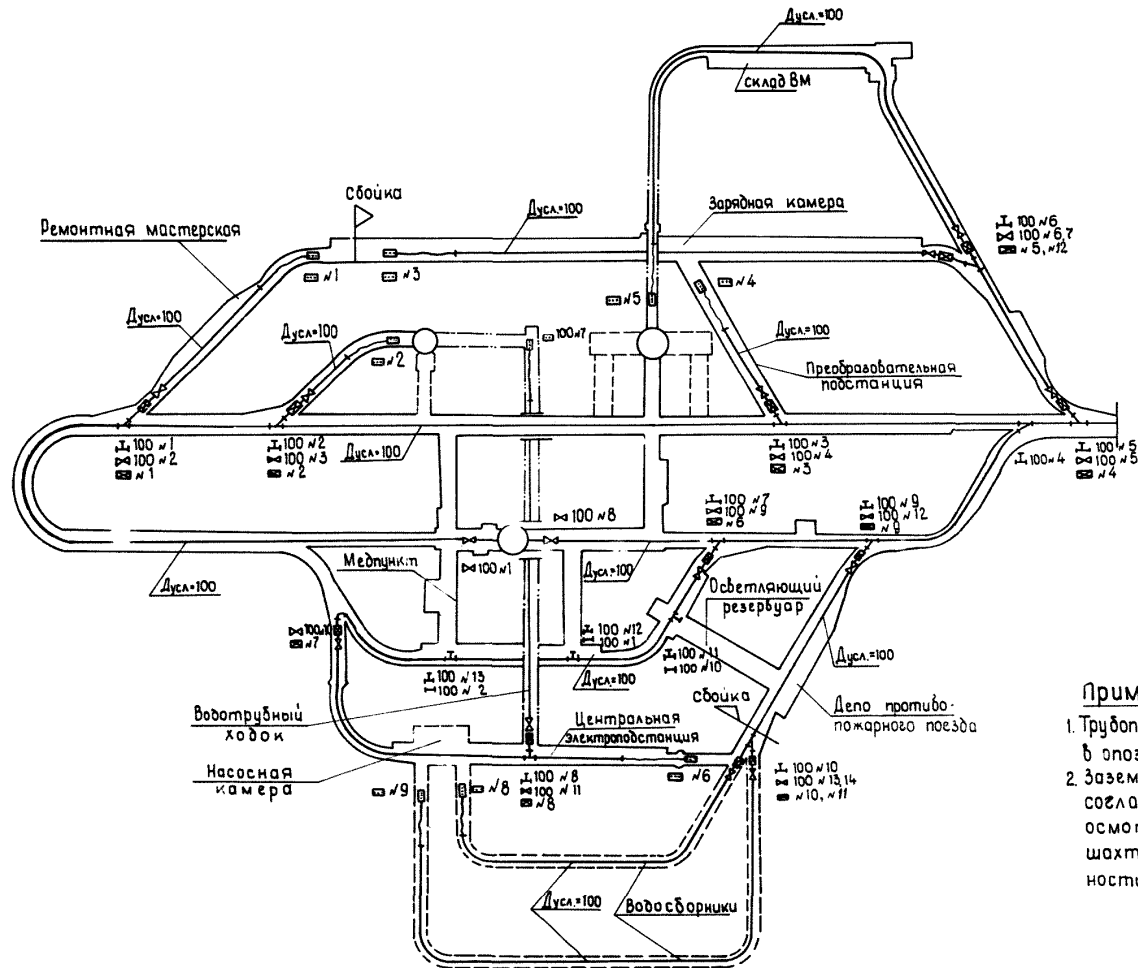 Дусл.=100
склад ВМ
Сбойка
Дусл.=100
Зарядная камера
Ремонтная мастерская
100 №6
100 №6,7
№5, №12
№1
№3
№5
№4
Дусл=100
Дусл=100
№2
100№7
Дусл.=100
Преобразовательная
подстанция
100 №1
100 №2
№1
100 №2
100 №3
№2
Дусл=100
100 №3
100 №4
№3
100№4
100 №5
100 №5
№4
100 №8
100 №7
100 №9
№6
100 №9
100 №12
№9
Медпункт
100№1
Дусл=100
Дусл.=100
Осветляющий
резервуар
100№10
№7
100 №12
100 №1
100 №11
100 №10
100 №13
100 №2
Дусл.=100
Дусл.=100
Сбойка
Депо противо-
пожарного поезда
Водотрубный
ходок
Центральная
электроподстанция
Насосная
камера
№9
№8
100 №8
100 №11
№8
№6
100 №10
100 №13,14
№10, №11
Дусл.=100
Водосборники
Прим
1. Трубоп
в опоз
2. Зазем
согла
осмот
шахт
ност